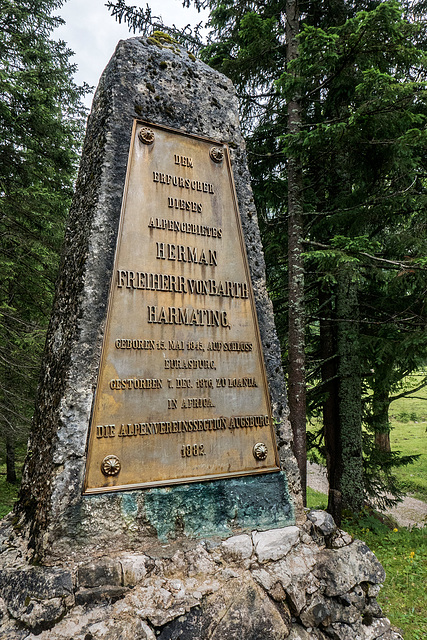 DEM
ERFORSCHER
DIESES
ALPENGEBIETES
HERMAN
FREIHERR VON BARTH
HARMATING,
GEBOREN 15. MAI 1845, AUF SCHLOSS
EURASBURG,
GESTORBEN 7. DEC. 1876, ZU LOANDA
IN AFRICA.
DIE ALPENVEREINSSECTION AUGSBURG
1882.